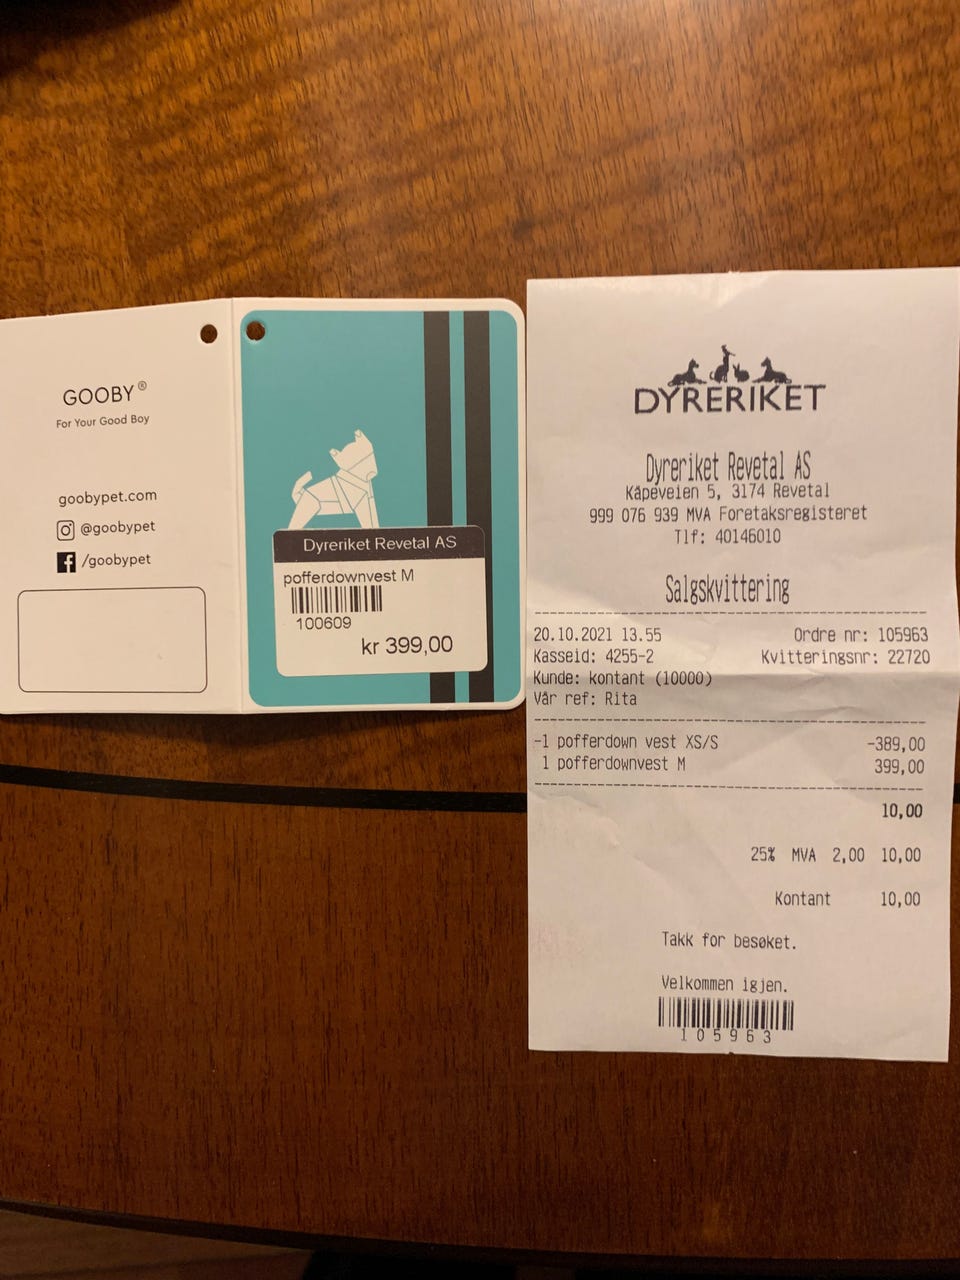 GOOBY®
For Your Good Boy
goobypet.com
@goobypet
/goobypet
Dyreriket Revetal AS
pofferdownvest M
100609
kr 399,00
DYRERIKET
Dyreriket Revetal AS
Kåpeveien 5, 3174 Revetal
999 076 939 MVA Foretaksregisteret
Tlf: 40146010
Salgskvittering
20.10.2021 13.55 Ordre nr: 105963
Kasseid: 4255-2 Kvitteringsnr: 22720
Kunde: kontant (10000)
Vår ref: Rita
-1 pofferdown vest XS/S -389,00
1 pofferdownvest M 399,00
10,00
25% MVA 2,00 10,00
Kontant 10,00
Takk for besøket.
Velkommen igjen.
105963